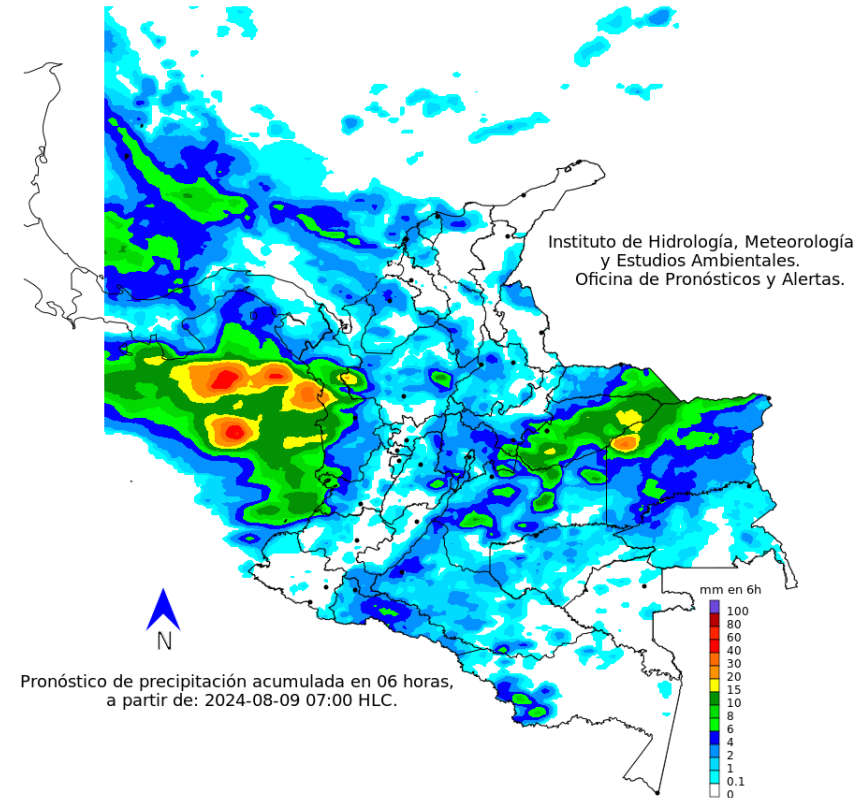 Instituto de Hidrología, Meteorología
y Estudios Ambientales.
Oficina de Pronósticos y Alertas.
N
Pronóstico de precipitación acumulada en 06 horas,
a partir de: 2024-08-09 07:00 HLC.
mm en 6h
100
80
60
40
30
20
15
10
8
6
4
2
1
0.1
0